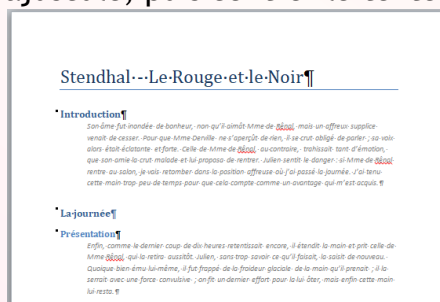 Stendhal - Le Rouge et le Noir¶
Introduction¶
Son âme fut inondée de bonheur, non qu'il aimât Mme de Rênal, mais un affreux supplice
venait de cesser. Pour que Mme Derville ne s'aperçût de rien, il se crut obligé de parler ; sa voix
alors était éclatante et forte. Celle de Mme de Rênal, au contraire, trahissait tant d'émotion,
que son amie la crut malade et lui proposa de rentrer. Julien sentit le danger : si Mme de Rênal
rentre au salon, je vais retomber dans la position affreuse où j'ai passé la journée. J'ai tenu
cette main trop peu de temps pour que cela compte comme un avantage qui m'est acquis.¶
La journée¶
Présentation¶
Enfin, comme le dernier coup de dix heures retentissait encore, il étendit la main et prit celle de
Mme Rênal, qui la retira aussitôt. Julien, sans trop savoir ce qu'il faisait, la saisit de nouveau.
Quoique bien ému lui-même, il fut frappé de la froideur glaciale de la main qu'il prenait ; il la
serrait avec une force convulsive ; on fit un dernier effort pour la lui ôter, mais enfin cette main
lui resta.¶